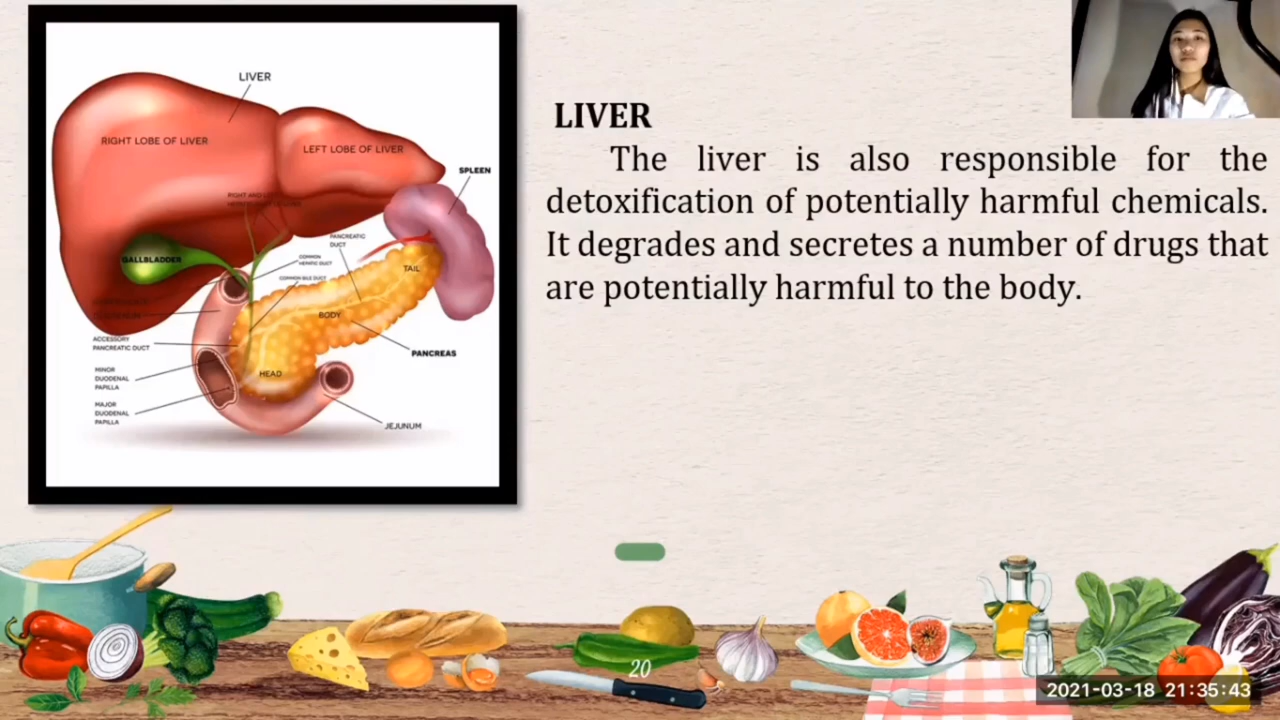 LIVER
RIGHT LOBE OF LIVER
LEFT LOBE OF LIVER
SPLEEN
PANCREATIC
DUCT
GALLBLADDER
COMMON
HEPATIC DUCT
TAIL
COMMON BILE DUCT
BODY
ACCESSORY
PANCREATIC DUCT
PANCREAS
MINOR
DUODENAL
PAPILLA
HEAD
MAJOR
DUODENAL
PAPILLA
JEJUNUM
LIVER
The liver is also responsible for the
detoxification of potentially harmful chemicals.
It degrades and secretes a number of drugs that
are potentially harmful to the body.
20
2021-03-18 21:35:43